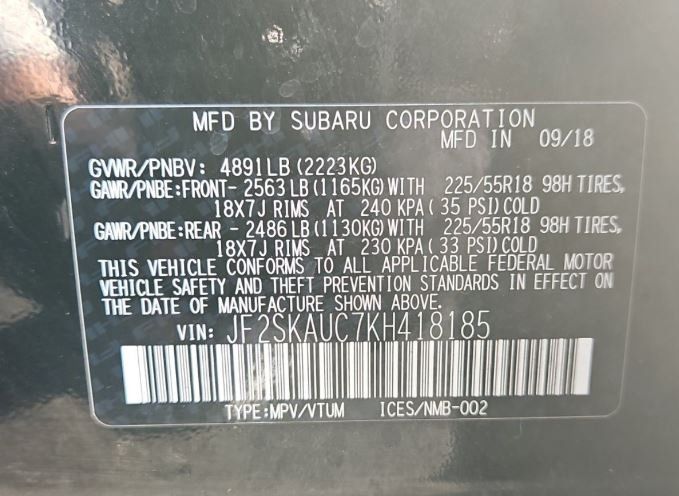 MFD BY SUBARU CORPORATION
MFD IN 09/18
GVWR/PNBV: 4891LB (2223KG)
GAWR/PNBE:FRONT- 2563 LB (1165KG) WITH 225/55R18 98H TIRES,
18X7J RIMS AT 240 KPA ( 35 PSI) COLD
GAWR/PNBE:REAR - 2486 LB (1130KG) WITH 225/55R18 98H TIRES,
18X7J RIMS AT 230 KPA ( 33 PSI) COLD
THIS VEHICLE CONFORMS TO ALL APPLICABLE FEDERAL MOTOR
VEHICLE SAFETY AND THEFT PREVENTION STANDARDS IN EFFECT ON
THE DATE OF MANUFACTURE SHOWN ABOVE.
VIN: JF2SKAUC7KH418185
TYPE:MPV/VTUM ICES/NMB-002